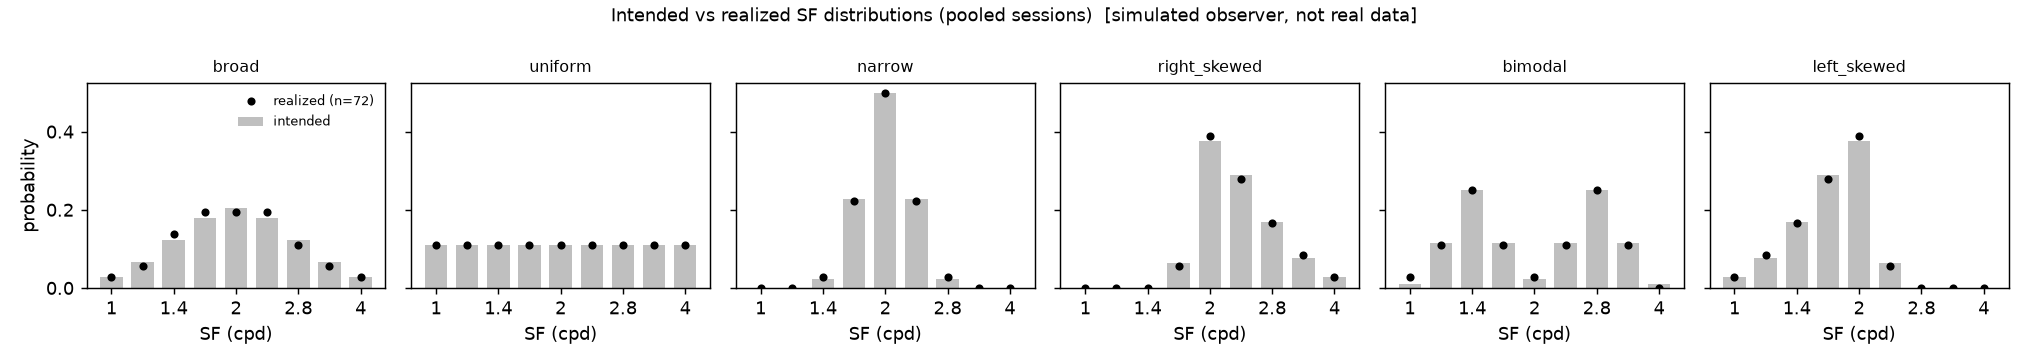 Intended vs realized SF distributions (pooled sessions)  [simulated observer, not real data]
broad
uniform
narrow
right_skewed
bimodal
left_skewed
realized (n=72)
intended
probability
0.4
0.2
0.0
1 1.4 2 2.8 4
1 1.4 2 2.8 4
1 1.4 2 2.8 4
1 1.4 2 2.8 4
1 1.4 2 2.8 4
1 1.4 2 2.8 4
SF (cpd)
SF (cpd)
SF (cpd)
SF (cpd)
SF (cpd)
SF (cpd)